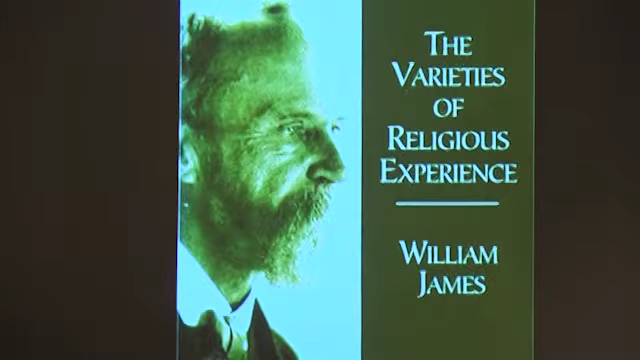 THE
VARIETIES
OF
RELIGIOUS
EXPERIENCE
WILLIAM
JAMES